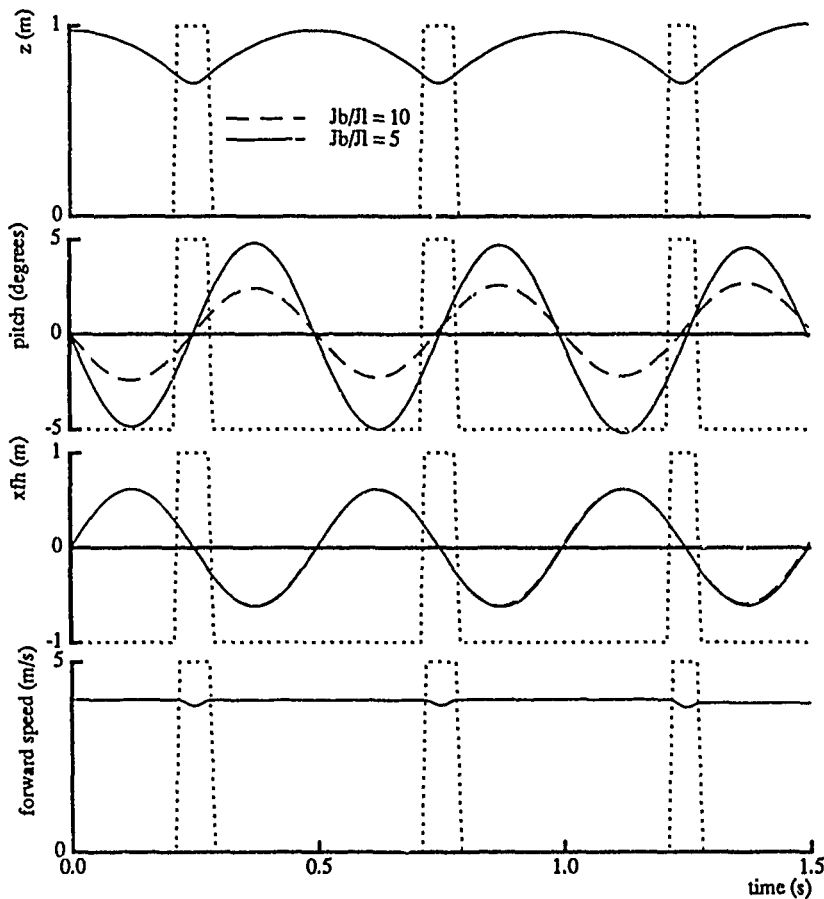 z (m)
1
0
Jb/Jl = 10
Jb/Jl = 5
pitch (degrees)
5
0
-5
xfh (m)
1
0
-1
forward speed (m/s)
5
0
0.0
0.5
1.0
1.5
time (s)